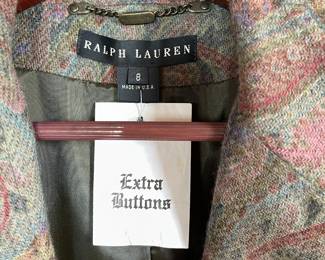 RALPH LAUREN
8
MADE IN U.S.A.
Extra
Buttons